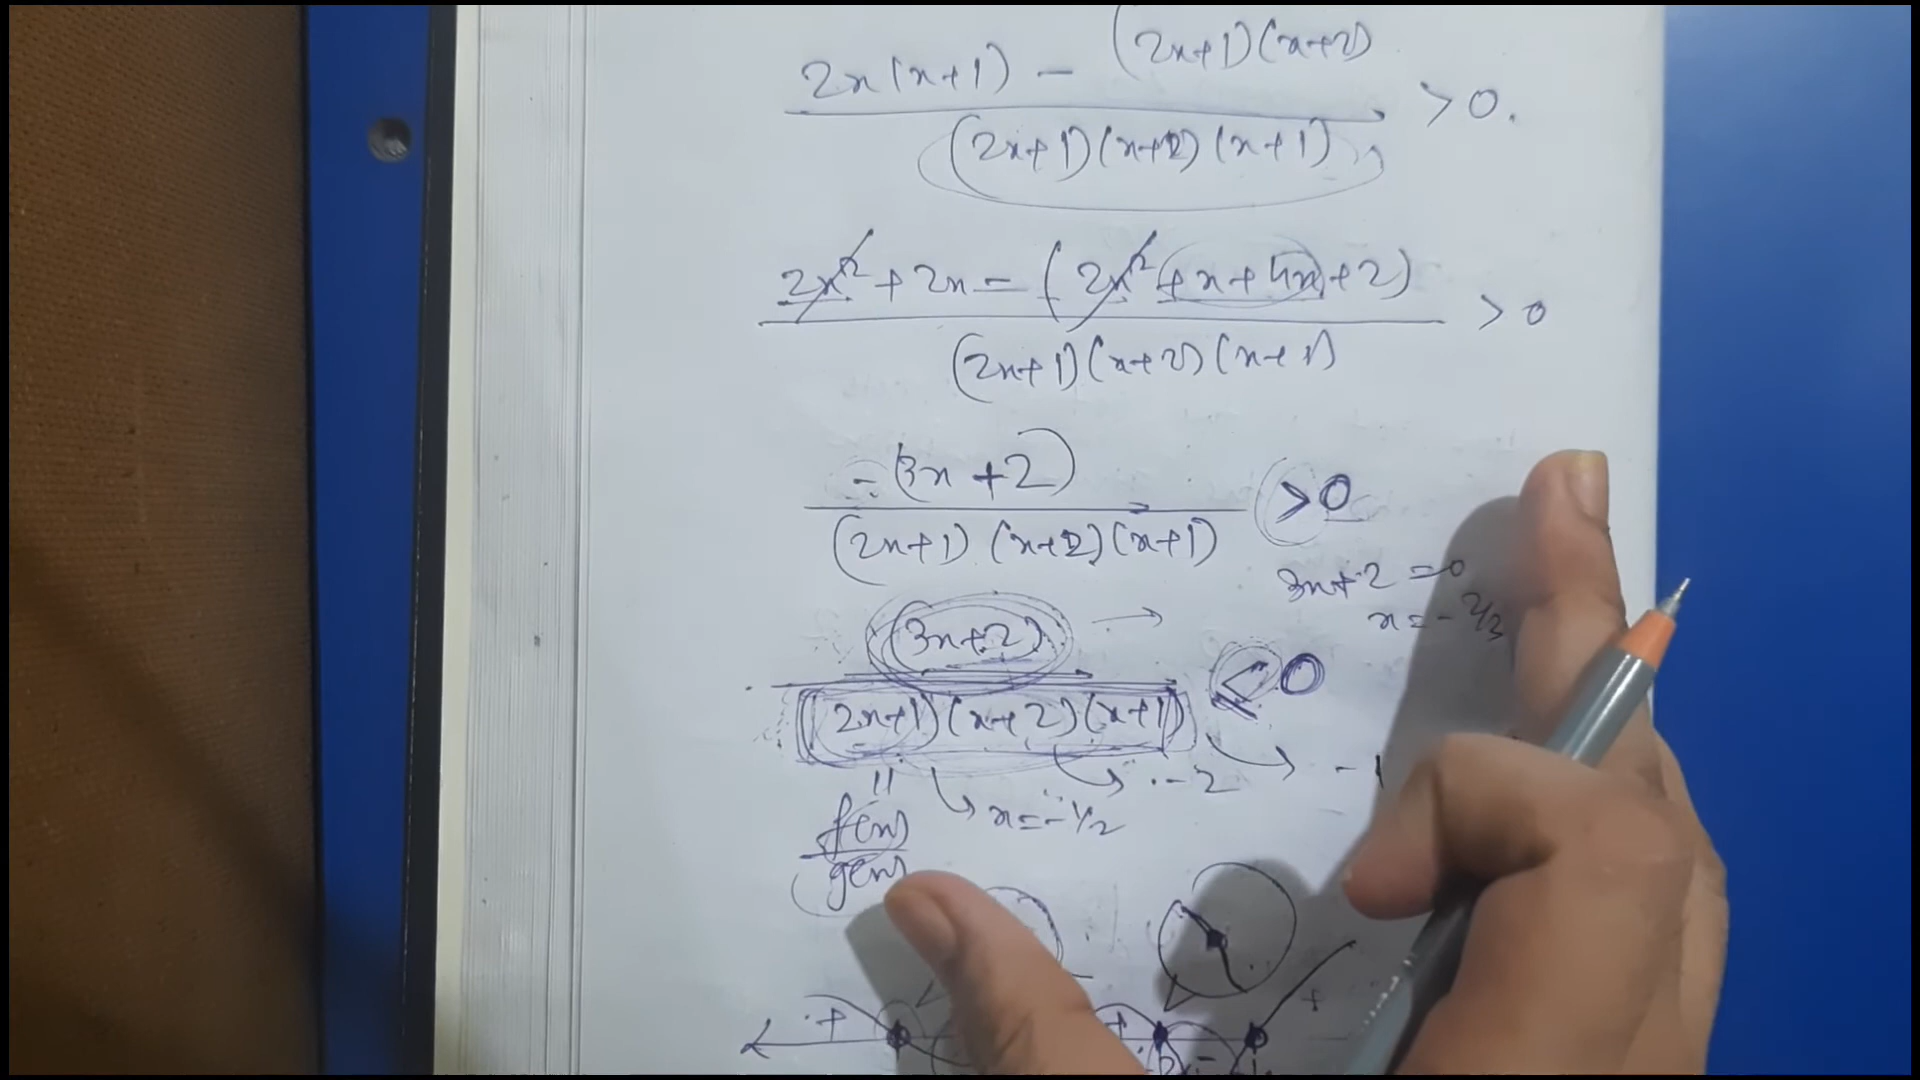 2x(x+1) - (2x+1)(x+2)
(2x+1)(x+2)(x+1) > 0.
2x² + 2x - (2x² + x + 4x + 2)
(2x+1)(x+2)(x+1) > 0
-(3x+2)
(2x+1)(x+2)(x+1) > 0
3x+2 = 0
x = -2/3
(3x+2)
(2x+1)(x+2)(x+1) < 0
x = -1/2
-2
-1
f(x)
g(x)
+ + - +